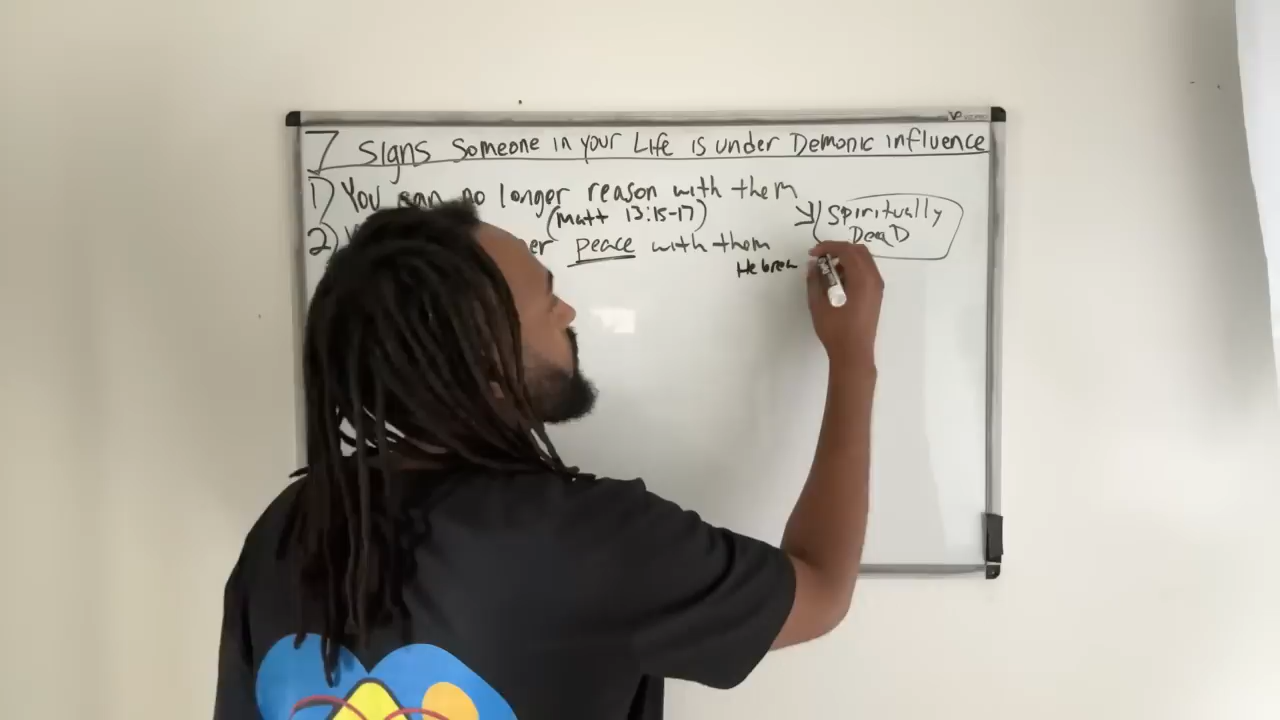 7 Signs Someone in your Life is under Demonic influence
1) You can no longer reason with them
(Matt 13:15-17)
Spiritually
DeaD
2) er peace with them
Hebrew